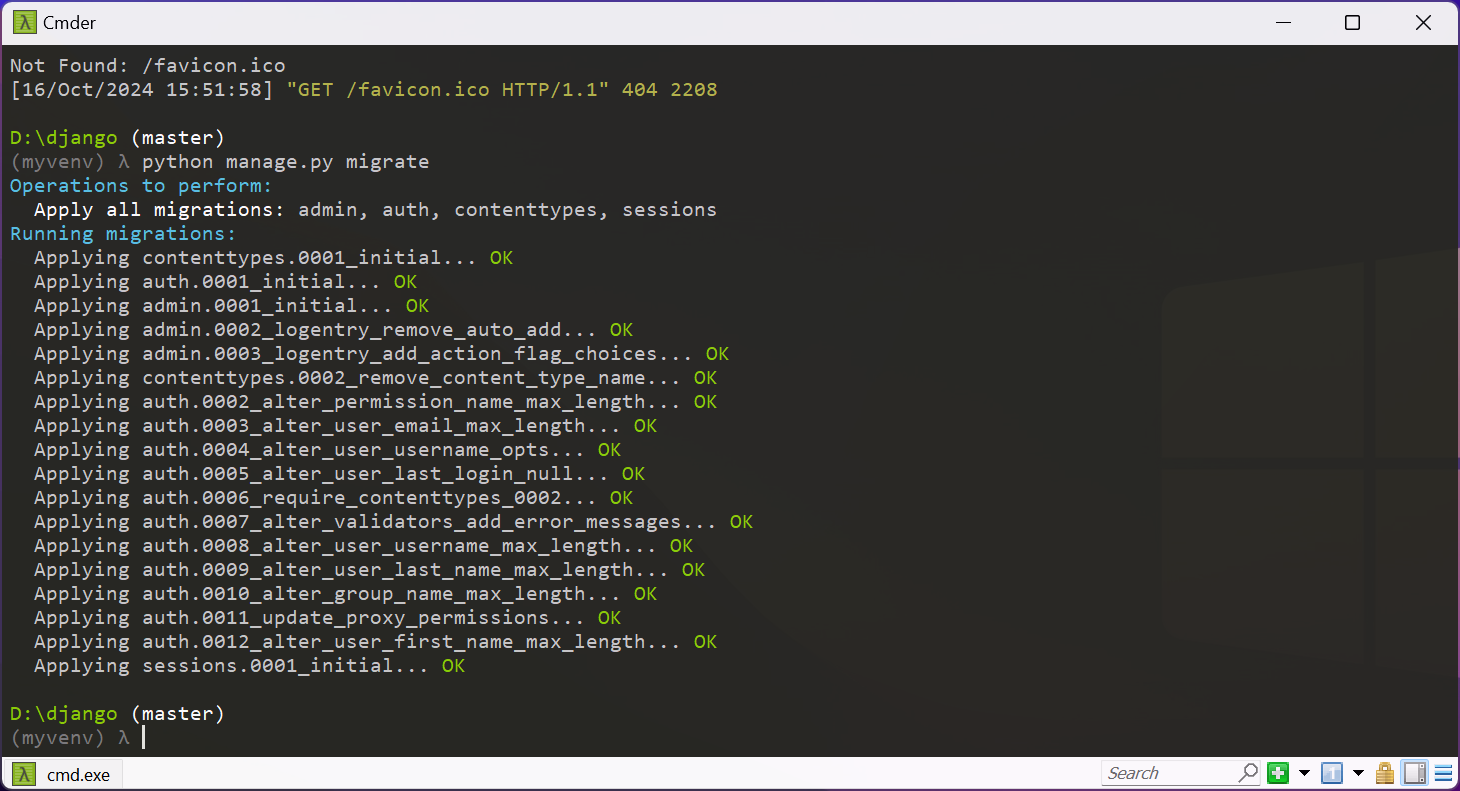 Cmder
Not Found: /favicon.ico
[16/Oct/2024 15:51:58] "GET /favicon.ico HTTP/1.1" 404 2208
D:\django (master)
(myvenv) λ python manage.py migrate
Operations to perform:
  Apply all migrations: admin, auth, contenttypes, sessions
Running migrations:
  Applying contenttypes.0001_initial... OK
  Applying auth.0001_initial... OK
  Applying admin.0001_initial... OK
  Applying admin.0002_logentry_remove_auto_add... OK
  Applying admin.0003_logentry_add_action_flag_choices... OK
  Applying contenttypes.0002_remove_content_type_name... OK
  Applying auth.0002_alter_permission_name_max_length... OK
  Applying auth.0003_alter_user_email_max_length... OK
  Applying auth.0004_alter_user_username_opts... OK
  Applying auth.0005_alter_user_last_login_null... OK
  Applying auth.0006_require_contenttypes_0002... OK
  Applying auth.0007_alter_validators_add_error_messages... OK
  Applying auth.0008_alter_user_username_max_length... OK
  Applying auth.0009_alter_user_last_name_max_length... OK
  Applying auth.0010_alter_group_name_max_length... OK
  Applying auth.0011_update_proxy_permissions... OK
  Applying auth.0012_alter_user_first_name_max_length... OK
  Applying sessions.0001_initial... OK
D:\django (master)
(myvenv) λ
cmd.exe
Search